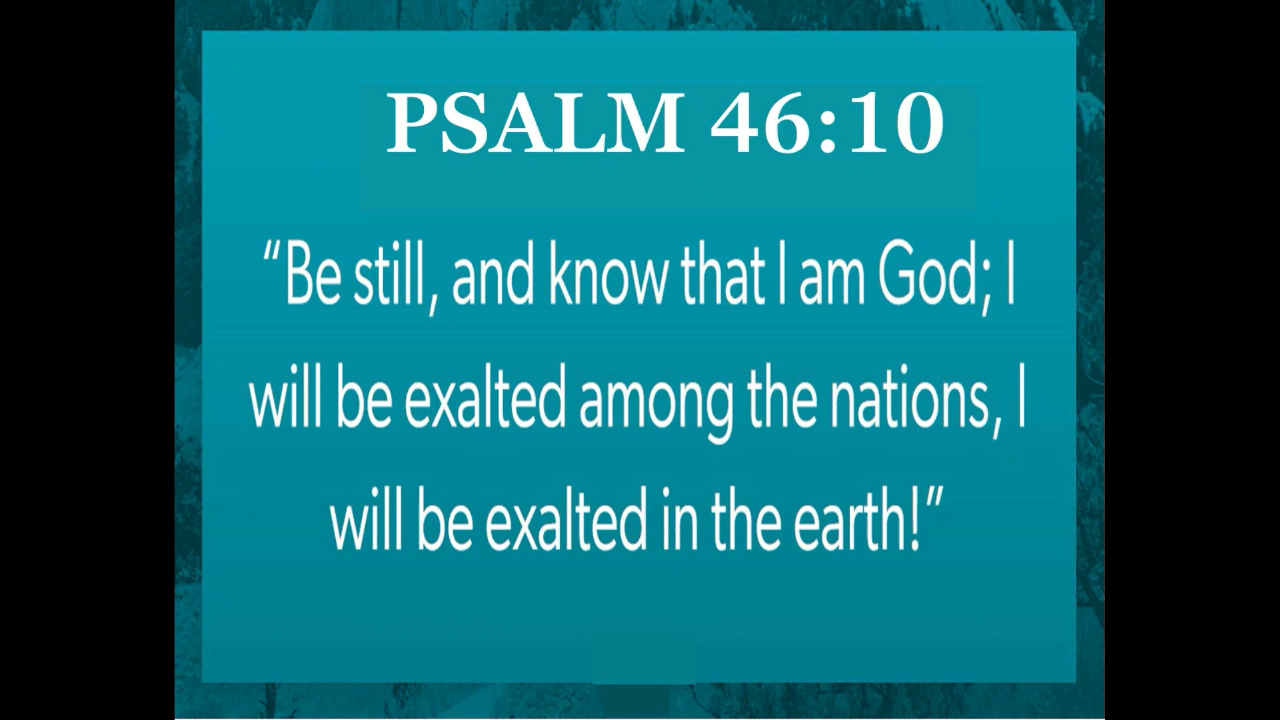 PSALM 46:10
“Be still, and know that I am God; I
will be exalted among the nations, I
will be exalted in the earth!”